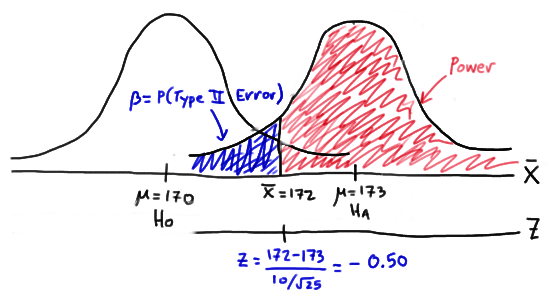 Power
β = P(Type II Error)
X̄
μ = 170
X̄ = 172
μ = 173
H₀
Hₐ
Z
Z = 172 - 173 / 10/√25 = - 0.50